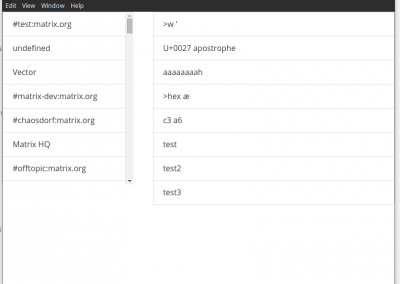 Edit View Window Help
#test:matrix.org
undefined
Vector
#matrix-dev:matrix.org
#chaosdorf:matrix.org
Matrix HQ
#offtopic:matrix.org
>w '
U+0027 apostrophe
aaaaaaaah
>hex æ
c3 a6
test
test2
test3